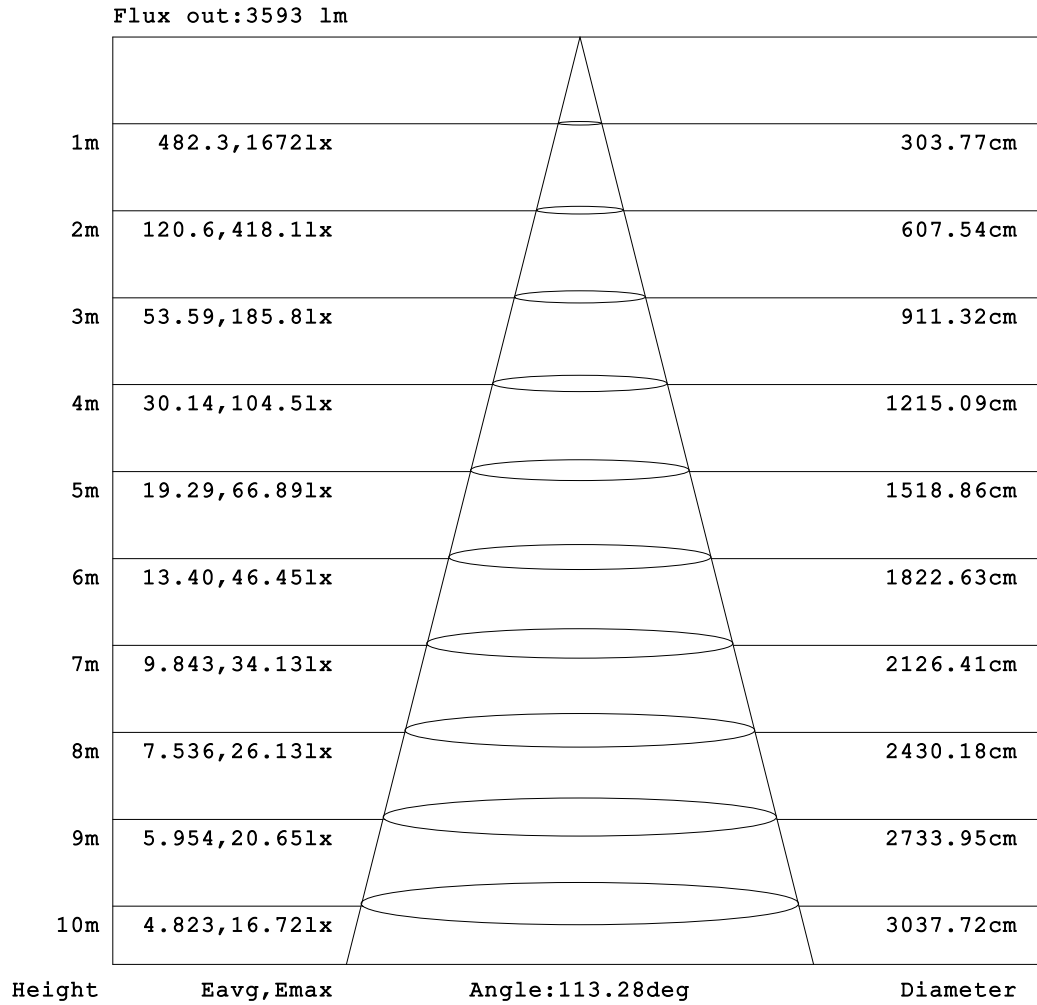 Flux out:3593 lm
1m 482.3,1672lx 303.77cm
2m 120.6,418.1lx 607.54cm
3m 53.59,185.8lx 911.32cm
4m 30.14,104.5lx 1215.09cm
5m 19.29,66.89lx 1518.86cm
6m 13.40,46.45lx 1822.63cm
7m 9.843,34.13lx 2126.41cm
8m 7.536,26.13lx 2430.18cm
9m 5.954,20.65lx 2733.95cm
10m 4.823,16.72lx 3037.72cm
Height Eavg,Emax Angle:113.28deg Diameter